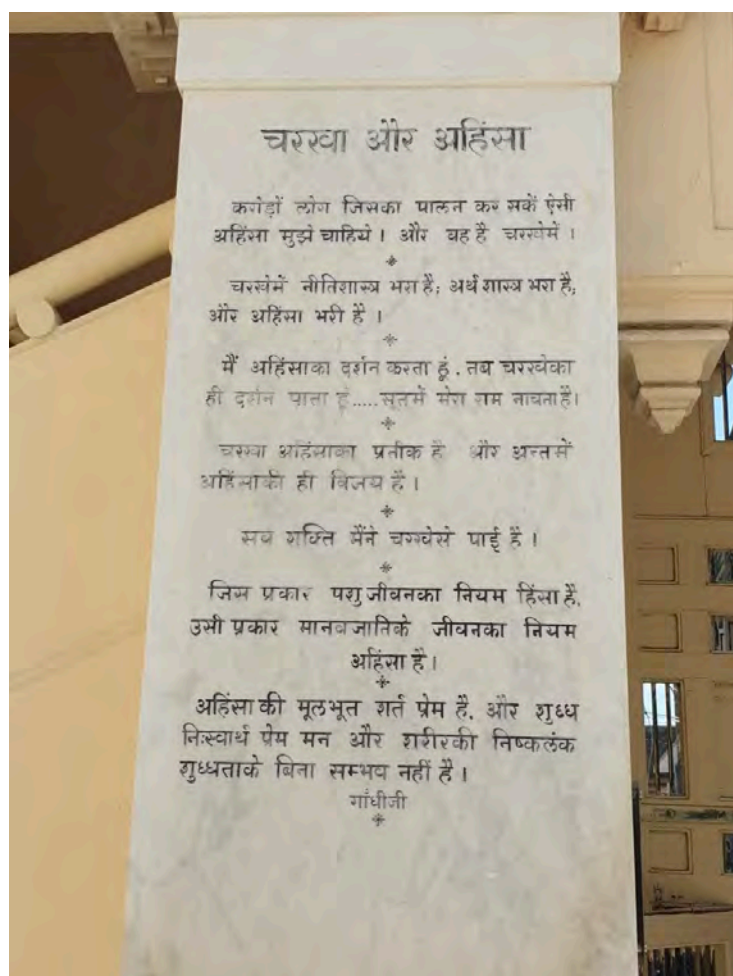 चरखा और अहिंसा
करोड़ों लोग जिसका पालन कर सकें ऐसी
अहिंसा मुझे चाहिये। और वह है चरखेमें।
चरखेमें नीतिशास्त्र भरा है; अर्थशास्त्र भरा है;
और अहिंसा भरी है।
मैं अहिंसाका दर्शन करता हूं. तब चरखेका
ही दर्शन पाता हूं.....सूतमें मेरा राम नाचता है।
चरखा अहिंसाका प्रतीक है और अन्तमें
अहिंसाकी ही विजय है।
सब शक्ति मैंने चरखेसे पाई है।
जिस प्रकार पशुजीवनका नियम हिंसा है,
उसी प्रकार मानवजातिके जीवनका नियम
अहिंसा है।
अहिंसा की मूलभूत शर्त प्रेम है, और शुध्ध
निःस्वार्थ प्रेम मन और शरीरकी निष्कलंक
शुध्धताके बिना सम्भव नहीं है।
गाँधीजी